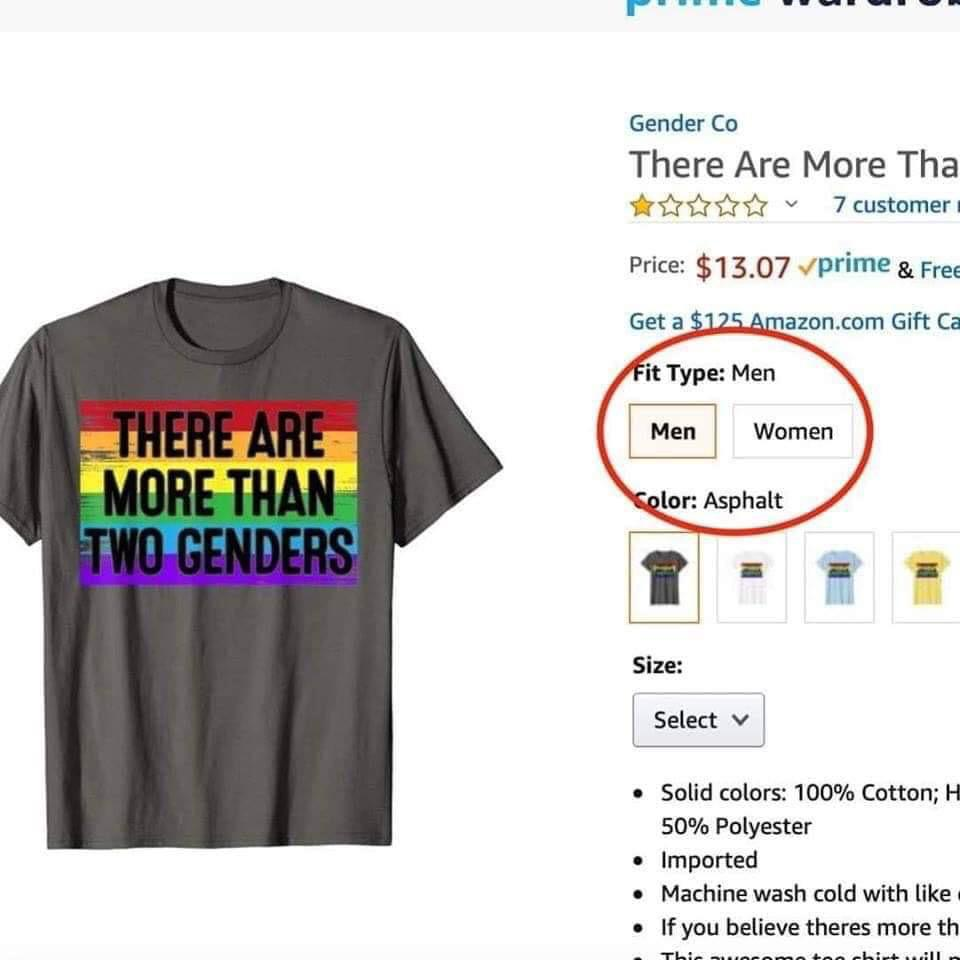 Gender Co
There Are More Tha
7 customer
Price: $13.07 prime & Free
Get a $125 Amazon.com Gift Ca
Fit Type: Men
Men Women
Color: Asphalt
THERE ARE
MORE THAN
TWO GENDERS
Size:
Select
• Solid colors: 100% Cotton; H
50% Polyester
• Imported
• Machine wash cold with like
• If you believe theres more th